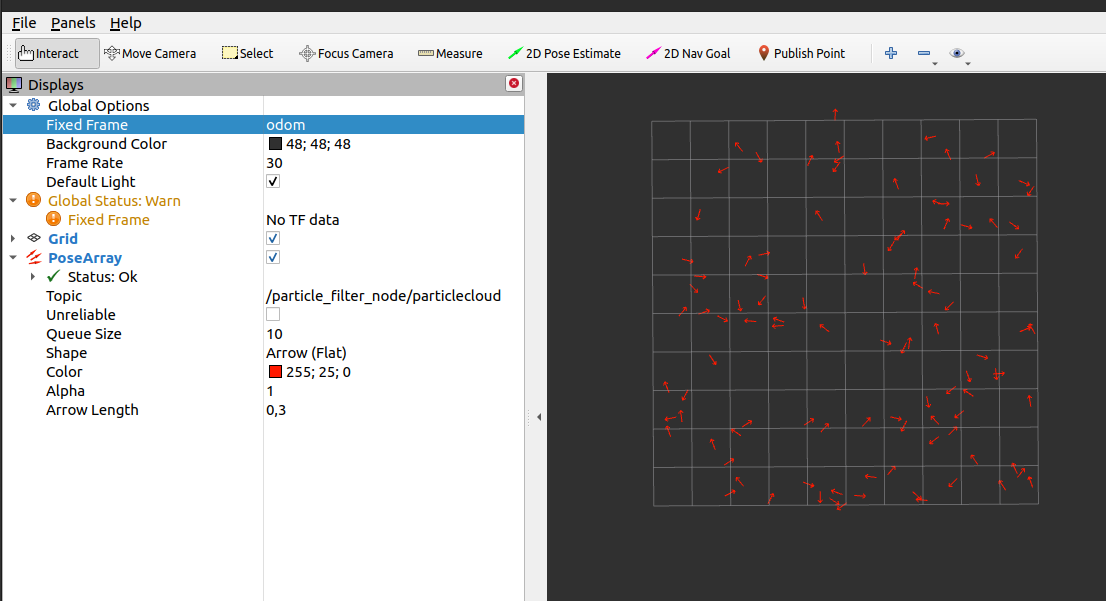 File Panels Help
Interact Move Camera Select Focus Camera Measure 2D Pose Estimate 2D Nav Goal Publish Point
Displays
Global Options
Fixed Frame odom
Background Color 48; 48; 48
Frame Rate 30
Default Light
Global Status: Warn
Fixed Frame No TF data
Grid
PoseArray
Status: Ok
Topic /particle_filter_node/particlecloud
Unreliable
Queue Size 10
Shape Arrow (Flat)
Color 255; 25; 0
Alpha 1
Arrow Length 0,3